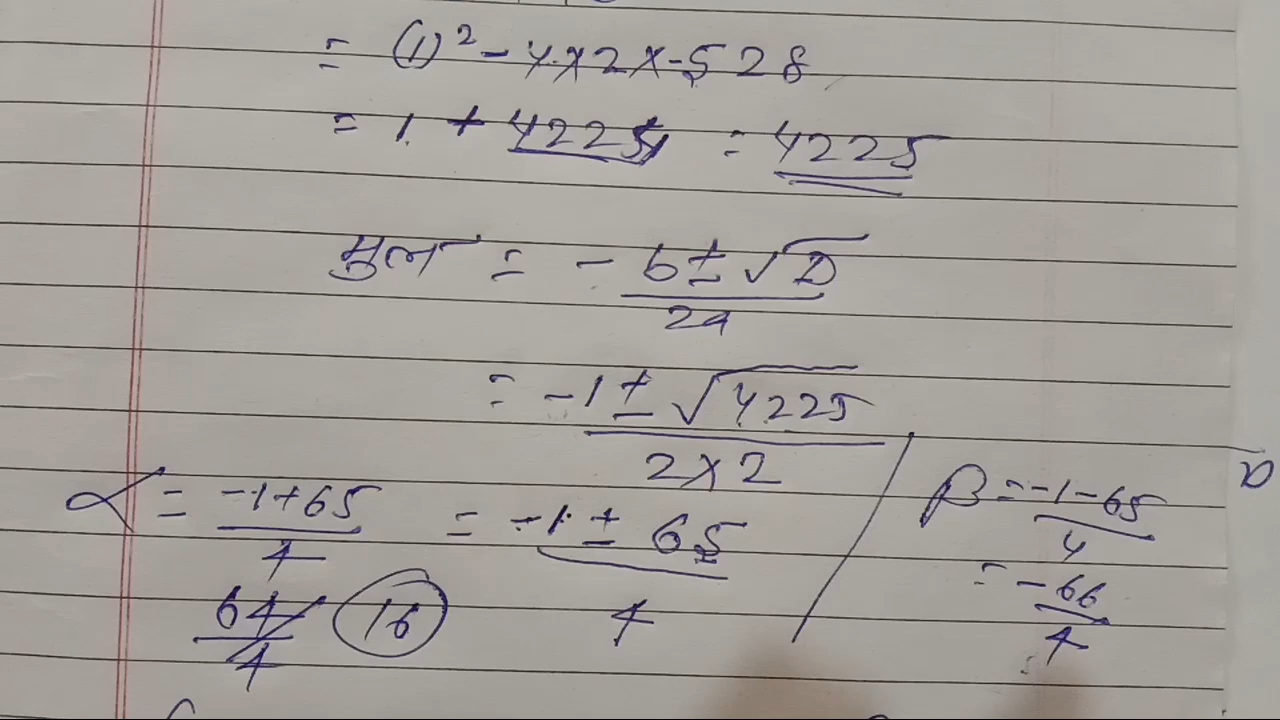 = (1)² - 4×2×-528
= 1 + 4225 = 4225
मुल = -b±√D / 2a
= -1±√4225 / 2×2
α = -1+65 / 4 = -1±65 / 4
β = -1-65 / 4
64/4 (16)
= -66/4